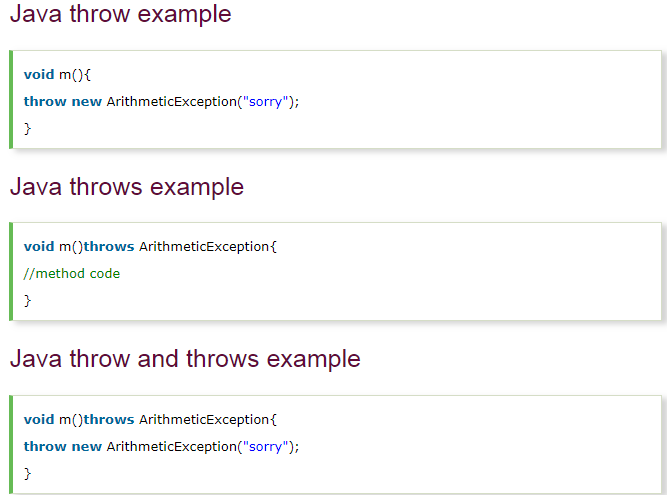 Java throw example
void m(){
throw new ArithmeticException("sorry");
}
Java throws example
void m()throws ArithmeticException{
//method code
}
Java throw and throws example
void m()throws ArithmeticException{
throw new ArithmeticException("sorry");
}